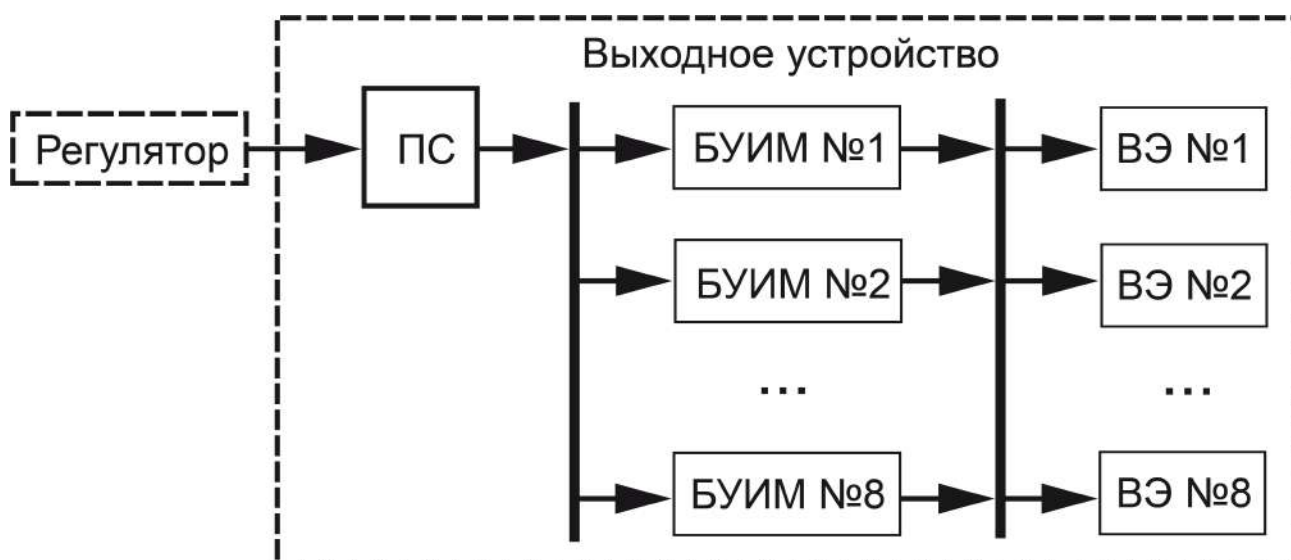 Выходное устройство
Регулятор
ПС
БУИМ №1
ВЭ №1
БУИМ №2
ВЭ №2
... ...
БУИМ №8
ВЭ №8